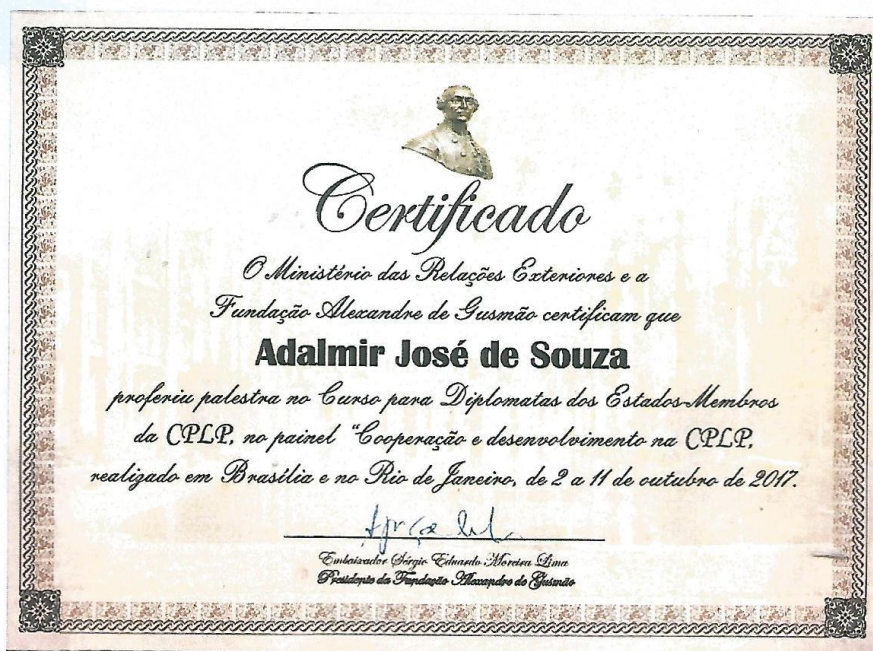 Certificado
O Ministério das Relações Exteriores e a
Fundação Alexandre de Gusmão certificam que
Adalmir José de Souza
proferiu palestra no Curso para Diplomatas dos Estados-Membros
da CPLP, no painel “Cooperação e desenvolvimento na CPLP,
realizado em Brasília e no Rio de Janeiro, de 2 a 11 de outubro de 2017.
Embaixador Sérgio Eduardo Moreira Lima
Presidente da Fundação Alexandre de Gusmão